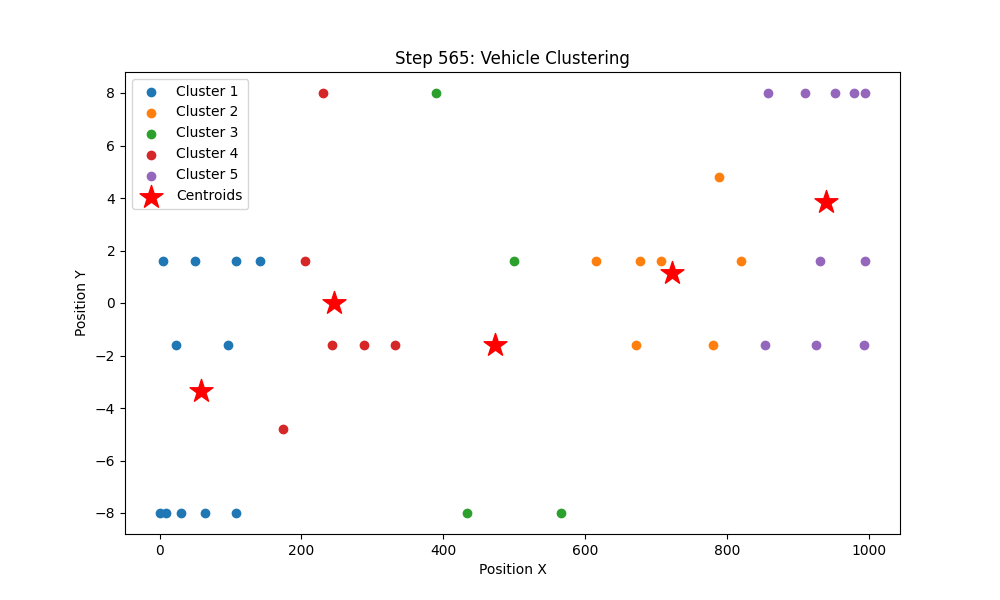 Step 565: Vehicle Clustering
Cluster 1
Cluster 2
Cluster 3
Cluster 4
Cluster 5
Centroids
8
6
4
2
0
−2
−4
−6
−8
Position Y
0
200
400
600
800
1000
Position X